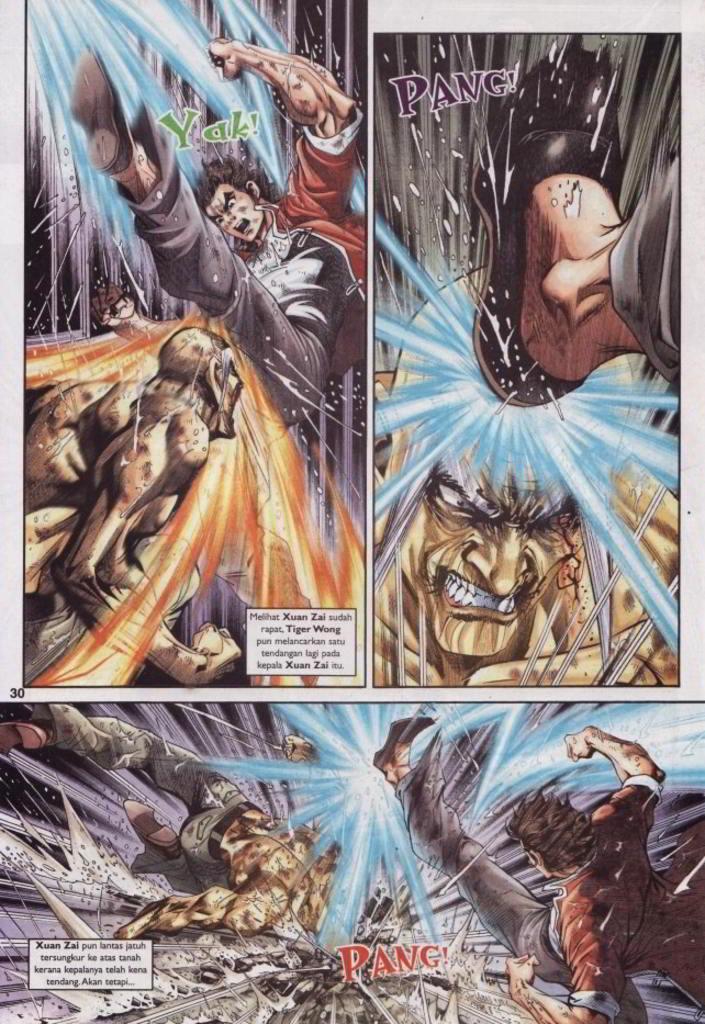 Yak!
PANG!
Melihat Xuan Zai sudah
rapat, Tiger Wong
pun melancarkan satu
tendangan lagi pada
kepala Xuan Zai itu.
30
Xuan Zai pun lantas jatuh
tersungkur ke atas tanah
kerana kepalanya telah kena
tendang. Akan tetapi...
PANG!